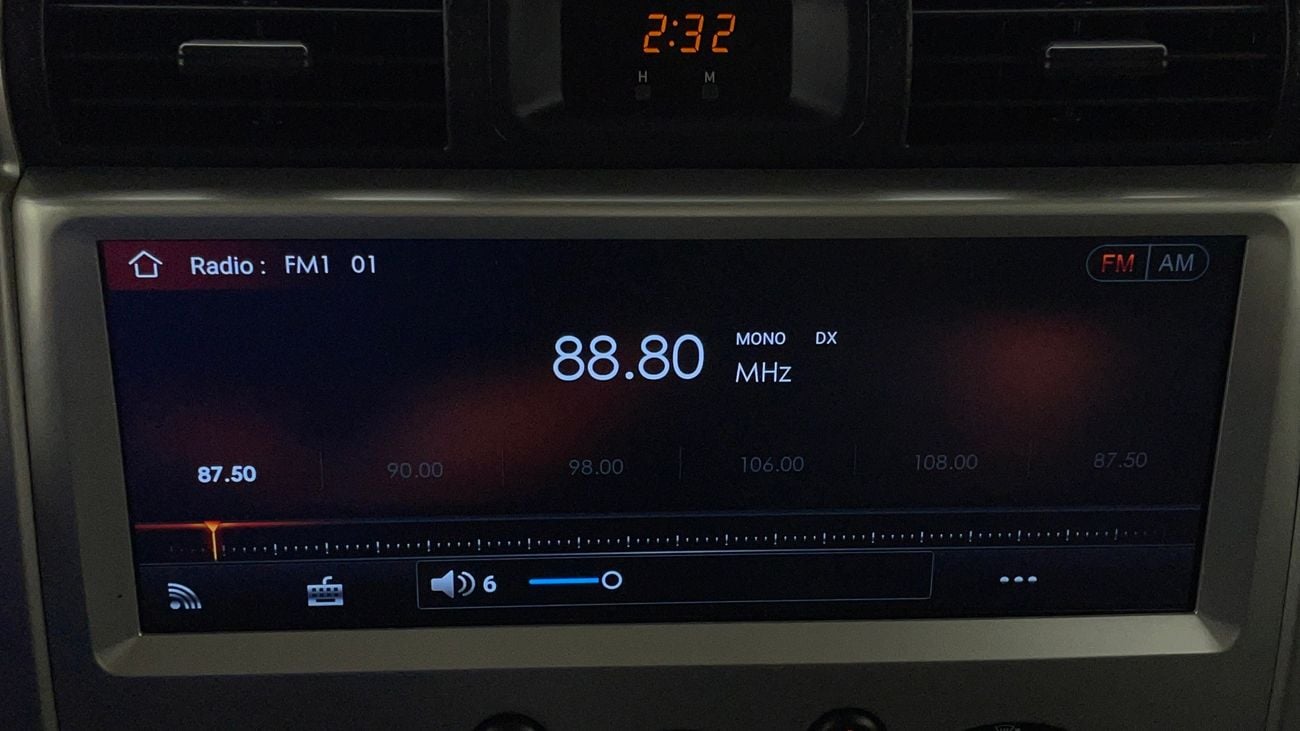 2:32
H M
Radio : FM1 01 FM AM
88.80 MONO DX
MHz
87.50 90.00 98.00 106.00 108.00 87.50
6